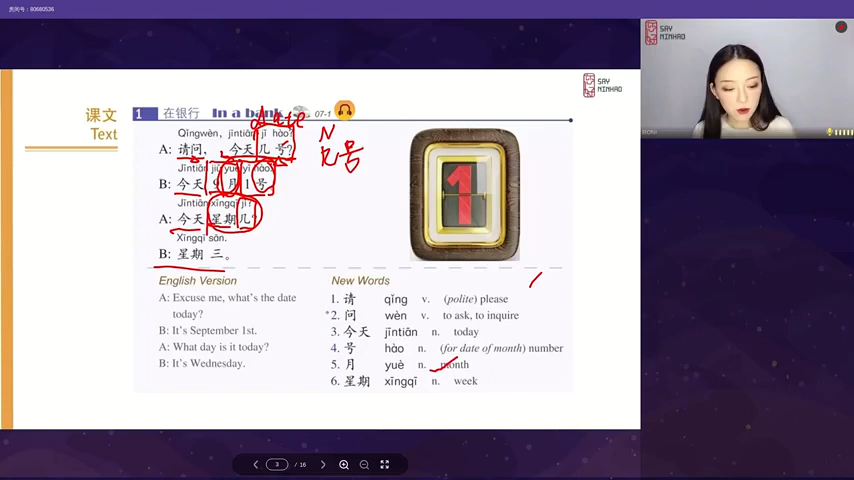 房间号: 80680536
SAY
NINHAO
SAY
NINHAO
课文
Text
1 在银行 In a bank 07-1
date
Qǐngwèn, jīntiān jǐ hào?
A: 请问, 今天几号?
N
几号
Jīntiān jiǔ yuè yī hào.
B: 今天 9 月 1 号
Jīntiān xīngqī jǐ?
A: 今天 星期 几?
Xīngqī sān.
B: 星期 三。
English Version
A: Excuse me, what's the date
today?
B: It's September 1st.
A: What day is it today?
B: It's Wednesday.
1
New Words
1. 请 qǐng v. (polite) please
*2. 问 wèn v. to ask, to inquire
3. 今天 jīntiān n. today
4. 号 hào n. (for date of month) number
5. 月 yuè n. month
6. 星期 xīngqī n. week
3 / 16